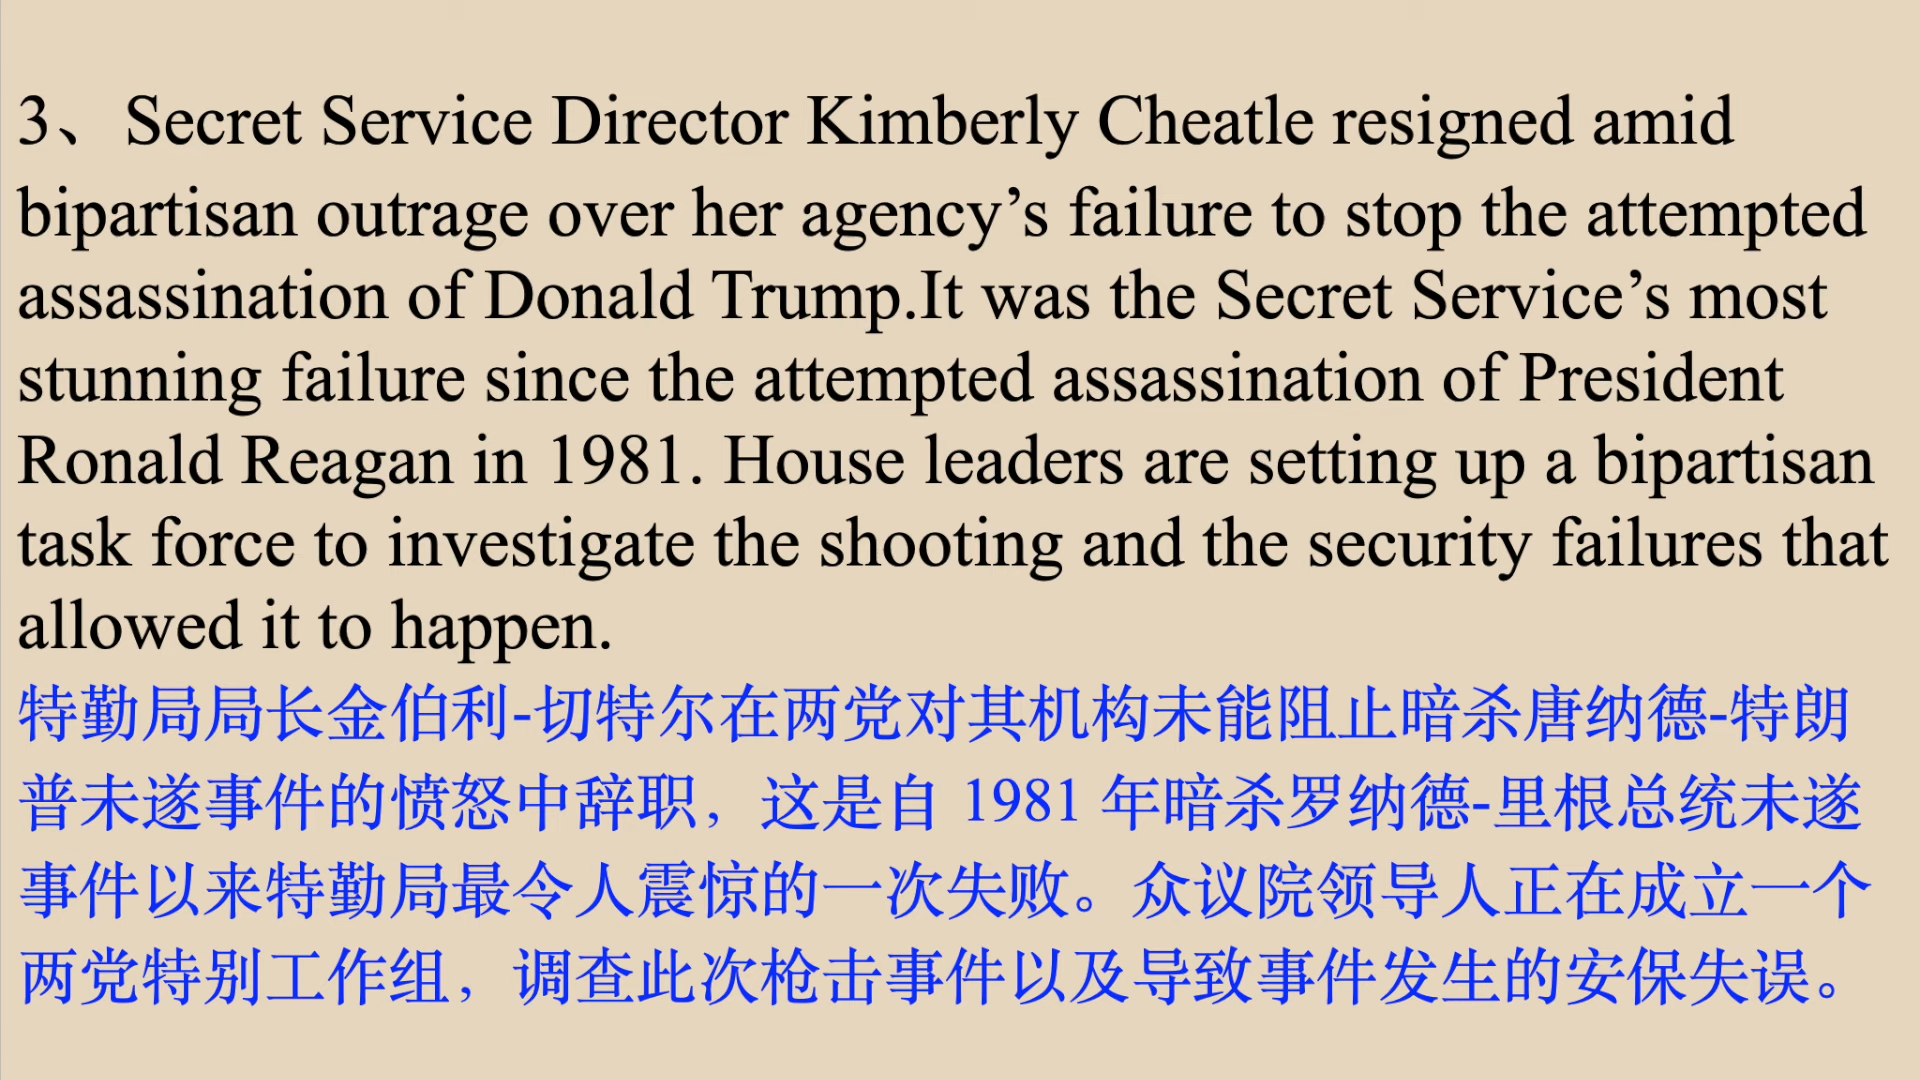 3、Secret Service Director Kimberly Cheatle resigned amid
bipartisan outrage over her agency’s failure to stop the attempted
assassination of Donald Trump.It was the Secret Service’s most
stunning failure since the attempted assassination of President
Ronald Reagan in 1981. House leaders are setting up a bipartisan
task force to investigate the shooting and the security failures that
allowed it to happen.
特勤局局长金伯利-切特尔在两党对其机构未能阻止暗杀唐纳德-特朗
普未遂事件的愤怒中辞职，这是自 1981 年暗杀罗纳德-里根总统未遂
事件以来特勤局最令人震惊的一次失败。众议院领导人正在成立一个
两党特别工作组，调查此次枪击事件以及导致事件发生的安保失误。